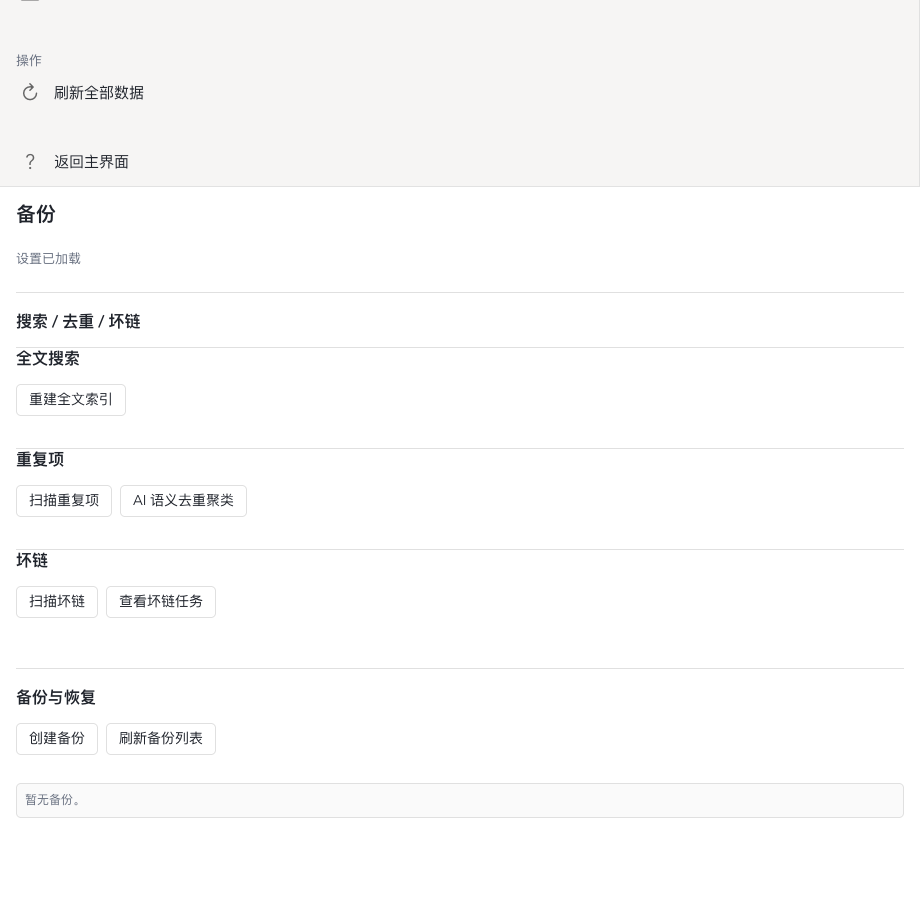 操作
刷新全部数据
? 返回主界面
备份
设置已加载
搜索 / 去重 / 坏链
全文搜索
重建全文索引
重复项
扫描重复项 AI 语义去重聚类
坏链
扫描坏链 查看坏链任务
备份与恢复
创建备份 刷新备份列表
暂无备份。